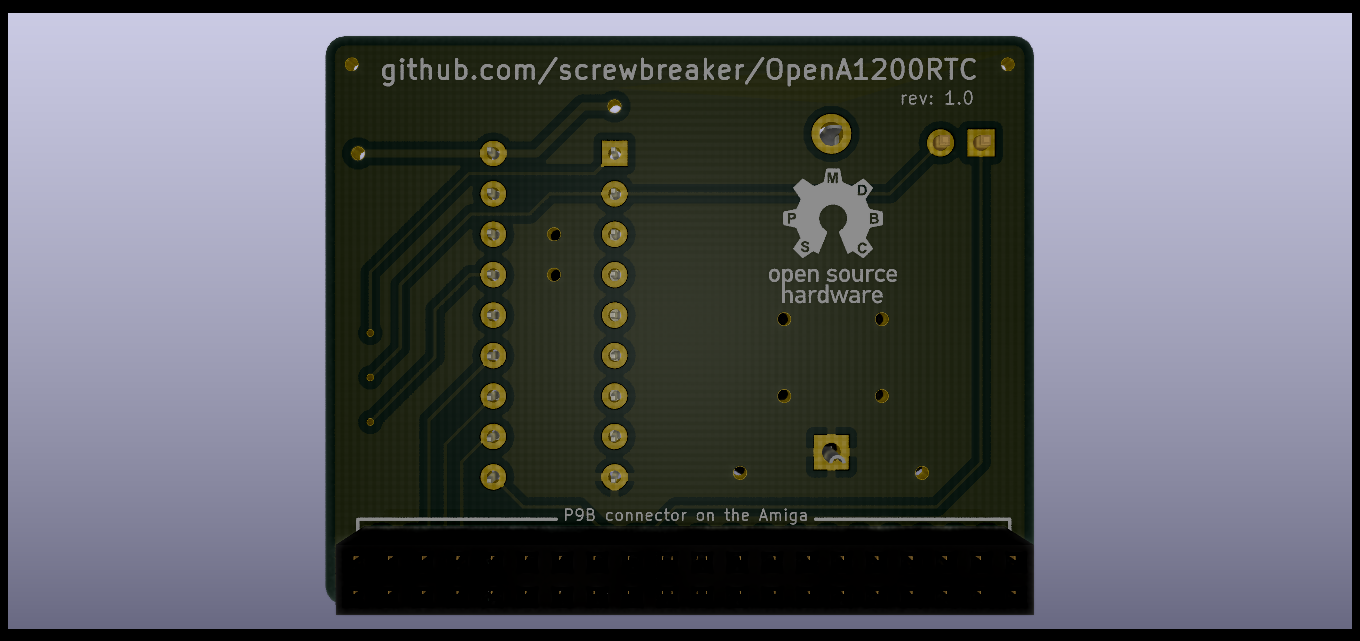 github.com/screwbreaker/OpenA1200RTC
rev: 1.0
M
D
P
B
S
C
open source
hardware
P9B connector on the Amiga